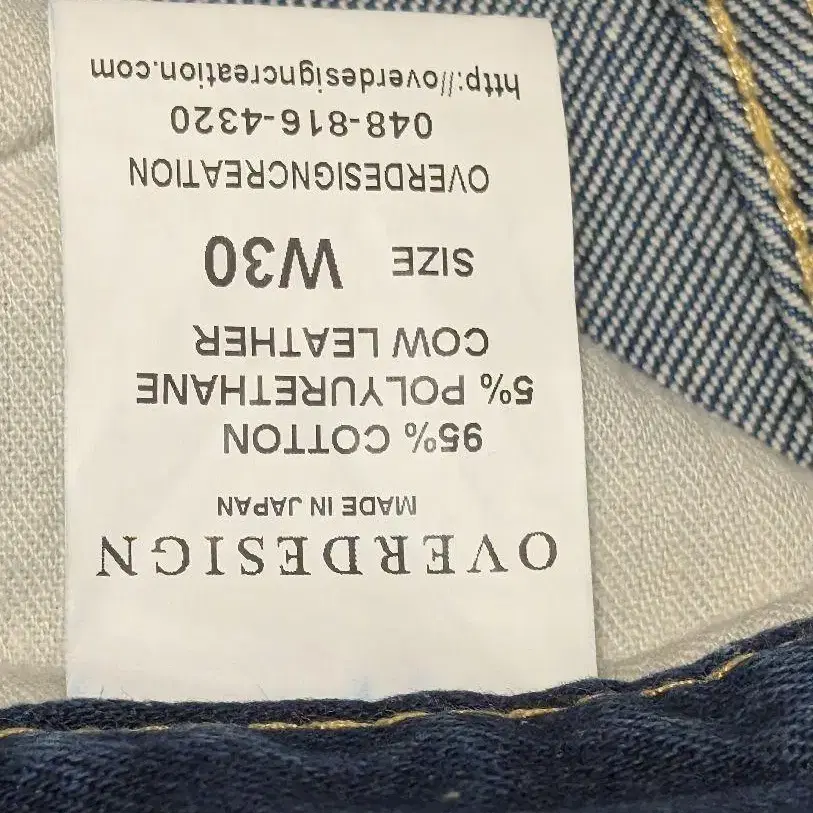 OVERDESIGN
MADE IN JAPAN
95% COTTON
5% POLYURETHANE
COW LEATHER
SIZE W30
OVERDESIGNCREATION
048-816-4320
http://overdesigncreation.com